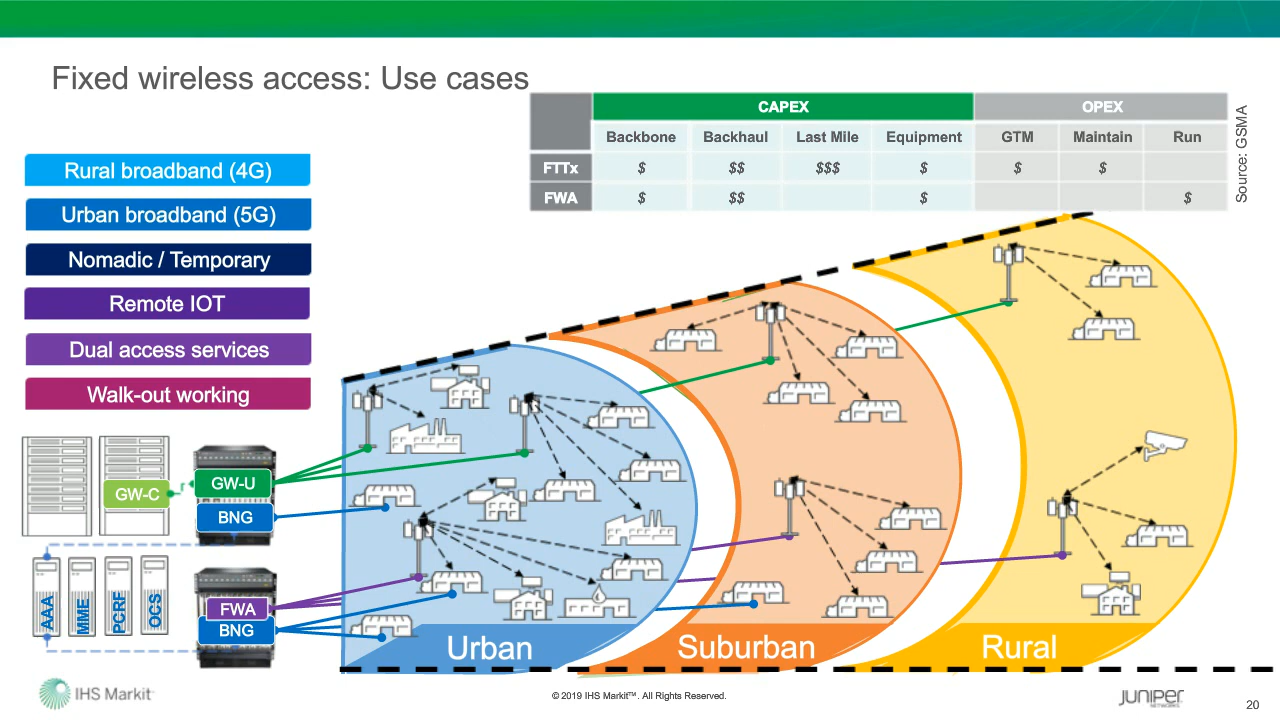 Fixed wireless access: Use cases
CAPEX OPEX
Backbone Backhaul Last Mile Equipment GTM Maintain Run
FTTx $ $$ $$$ $ $ $
FWA $ $$ $ $
Source: GSMA
Rural broadband (4G)
Urban broadband (5G)
Nomadic / Temporary
Remote IOT
Dual access services
Walk-out working
GW-C
GW-U
BNG
AAA
MME
PCRF
OCS
FWA
BNG
Urban
Suburban
Rural
IHS Markit™
© 2019 IHS Markit™. All Rights Reserved.
JUNIPER
NETWORKS
20